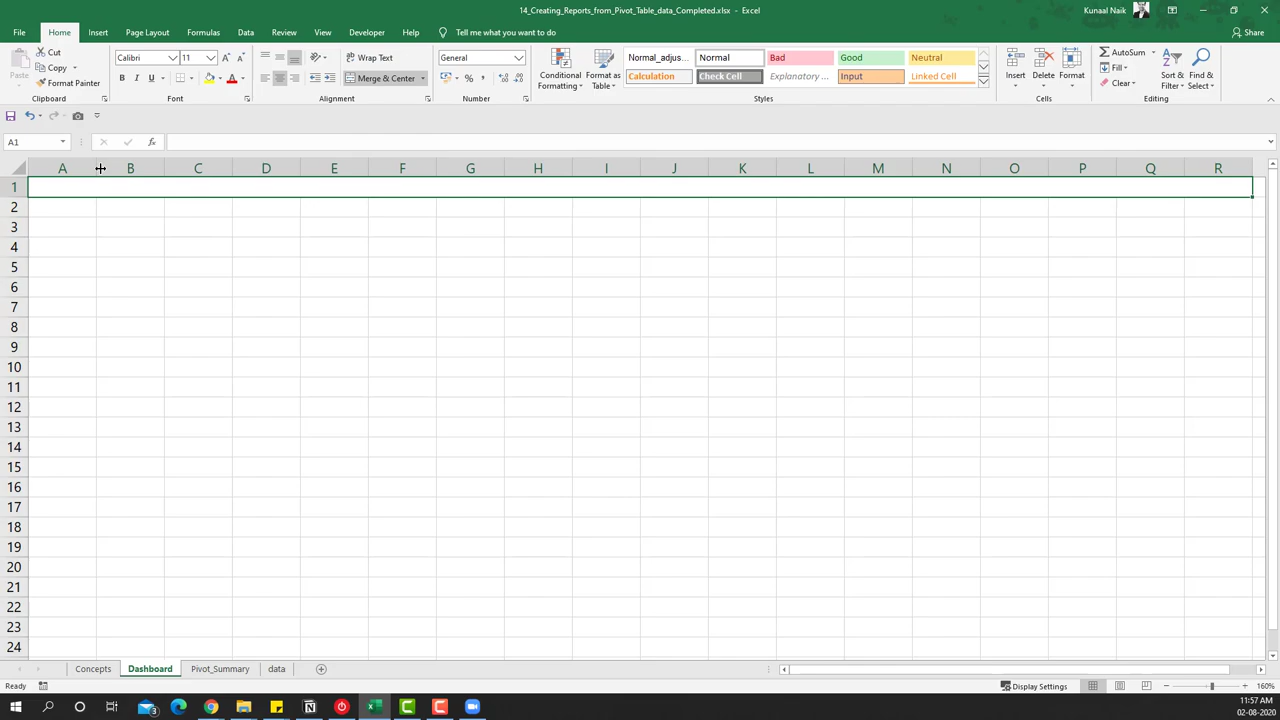 14_Creating_Reports_from_Pivot_Table_data_Completed.xlsx - Excel
Kunaal Naik
File Home Insert Page Layout Formulas Data Review View Developer Help Tell me what you want to do
Share
Paste
Cut
Copy
Format Painter
Clipboard
Calibri 11
B I U
Font
Wrap Text
Merge & Center
Alignment
General
%
Number
Conditional Formatting
Format as Table
Normal_adjus... Normal Bad Good Neutral
Calculation Check Cell Explanatory ... Input Linked Cell
Styles
Insert Delete Format
Cells
AutoSum
Fill
Clear
Sort & Filter
Find & Select
Editing
A1
fx
A B C D E F G H I J K L M N O P Q R
1
2
3
4
5
6
7
8
9
10
11
12
13
14
15
16
17
18
19
20
21
22
23
24
Concepts Dashboard Pivot_Summary data
Ready
Display Settings
160%
11:57 AM
02-08-2020